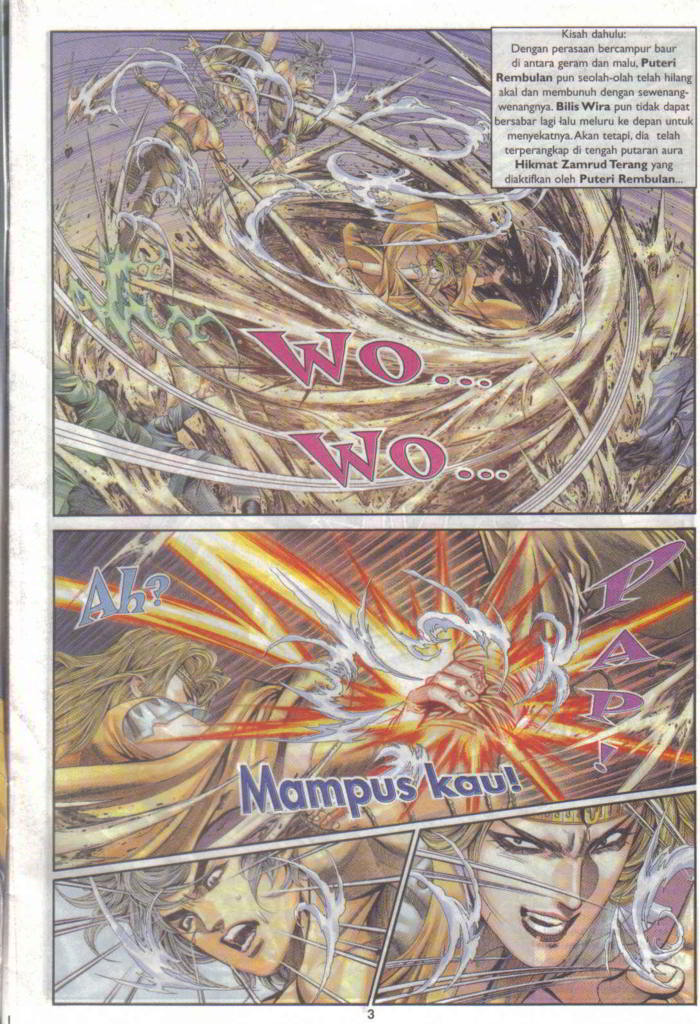 Kisah dahulu:
Dengan perasaan bercampur baur
di antara geram dan malu, Puteri
Rembulan pun seolah-olah telah hilang
akal dan membunuh dengan sewenang-
wenangnya. Bilis Wira pun tidak dapat
bersabar lagi lalu meluru ke depan untuk
menyekatnya. Akan tetapi, dia telah
terperangkap di tengah putaran aura
Hikmat Zamrud Terang yang
diaktifkan oleh Puteri Rembulan...
WO...
WO...
Ah?
PAP!
Mampus kau!
3